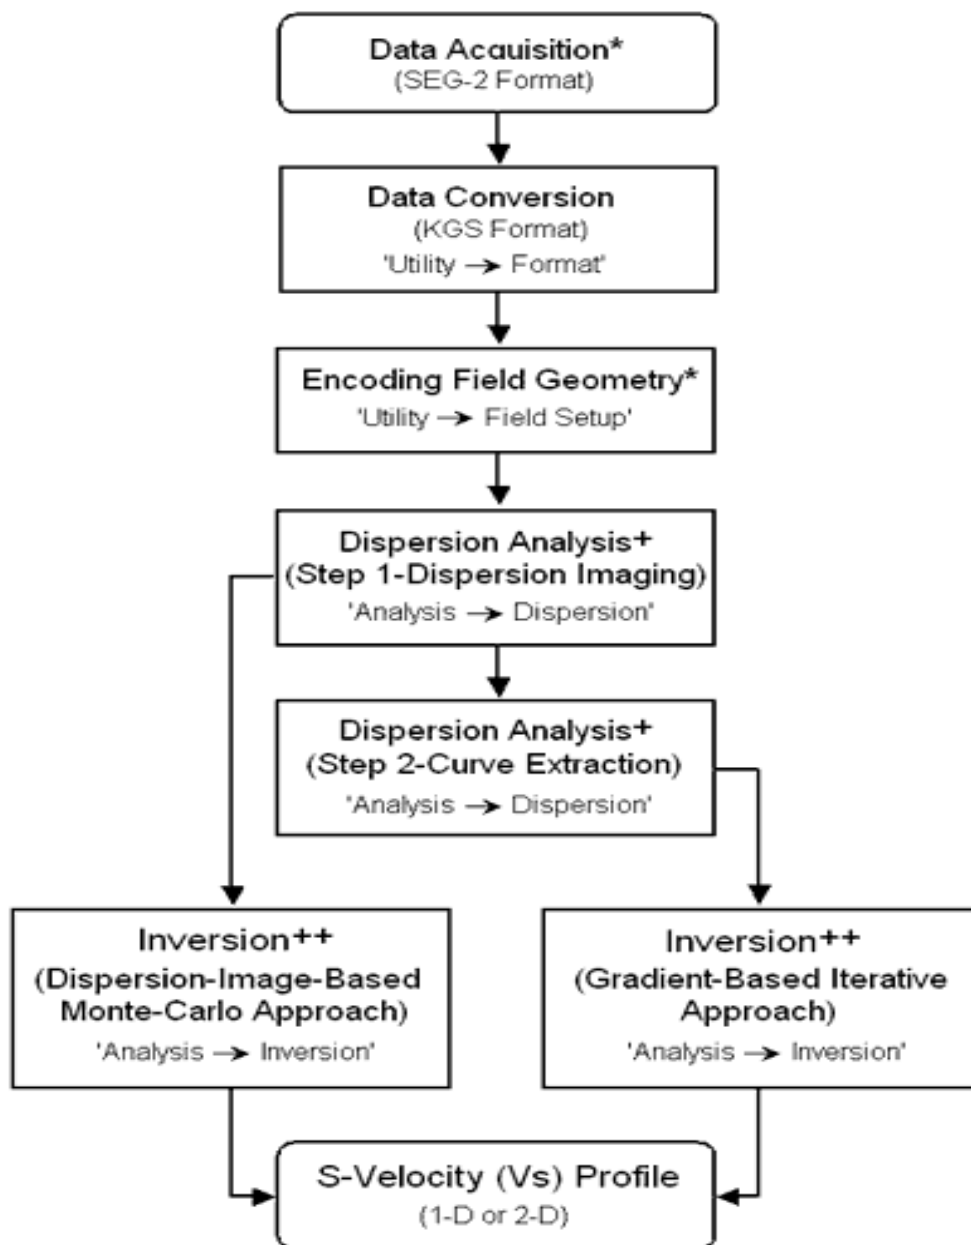 Data Acquisition*
(SEG-2 Format)
Data Conversion
(KGS Format)
'Utility → Format'
Encoding Field Geometry*
'Utility → Field Setup'
Dispersion Analysis+
(Step 1-Dispersion Imaging)
'Analysis → Dispersion'
Dispersion Analysis+
(Step 2-Curve Extraction)
'Analysis → Dispersion'
Inversion++
(Dispersion-Image-Based
Monte-Carlo Approach)
'Analysis → Inversion'
Inversion++
(Gradient-Based Iterative
Approach)
'Analysis → Inversion'
S-Velocity (Vs) Profile
(1-D or 2-D)